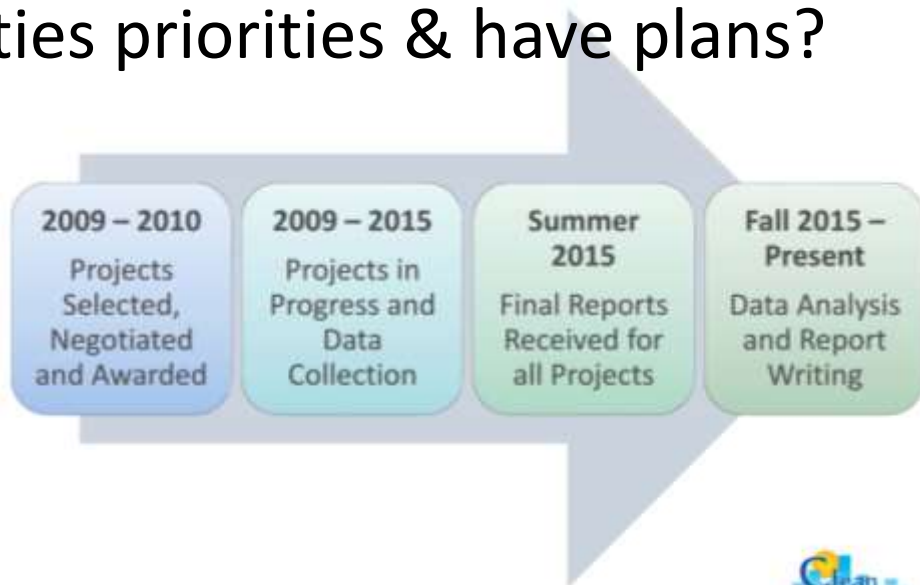 ties priorities & have plans?
2009 – 2010
Projects
Selected,
Negotiated
and Awarded
2009 – 2015
Projects in
Progress and
Data
Collection
Summer
2015
Final Reports
Received for
all Projects
Fall 2015 –
Present
Data Analysis
and Report
Writing
Clean